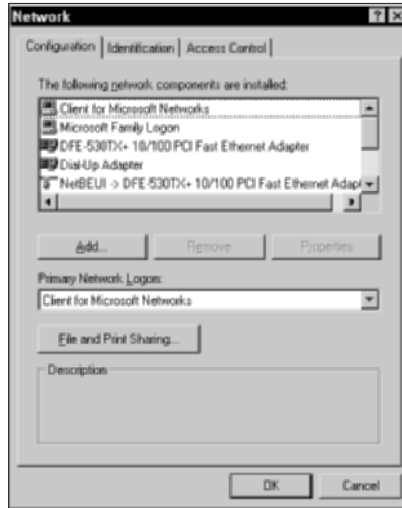 Network
Configuration Identification Access Control
The following network components are installed:
Client for Microsoft Networks
Microsoft Family Logon
DFE-530TX+ 10/100 PCI Fast Ethernet Adapter
Dial-Up Adapter
NetBEUI -> DFE-530TX+ 10/100 PCI Fast Ethernet Adapt
Add... Remove Properties
Primary Network Logon:
Client for Microsoft Networks
File and Print Sharing...
Description
OK Cancel